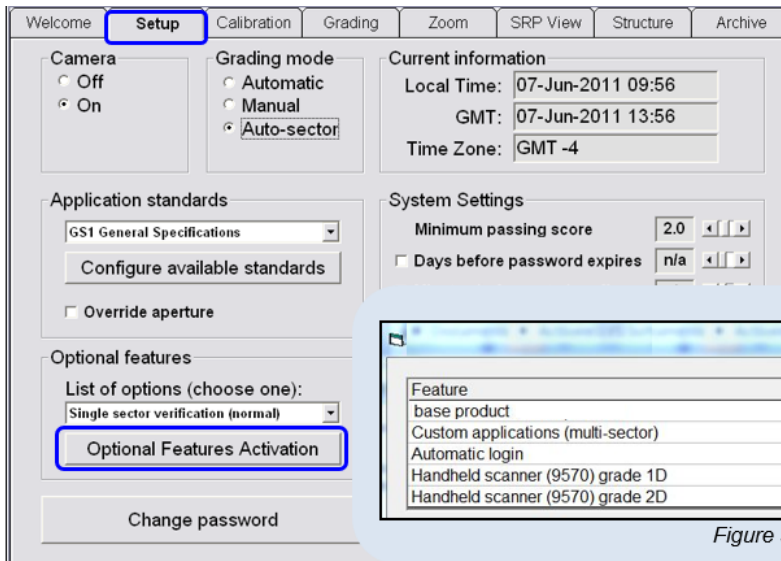 Welcome Setup Calibration Grading Zoom SRP View Structure Archive
Camera
Off
On
Grading mode
Automatic
Manual
Auto-sector
Current information
Local Time: 07-Jun-2011 09:56
GMT: 07-Jun-2011 13:56
Time Zone: GMT -4
Application standards
GS1 General Specifications
Configure available standards
Override aperture
System Settings
Minimum passing score 2.0
Days before password expires n/a
Optional features
List of options (choose one):
Single sector verification (normal)
Optional Features Activation
Change password
Feature
base product
Custom applications (multi-sector)
Automatic login
Handheld scanner (9570) grade 1D
Handheld scanner (9570) grade 2D
Figure